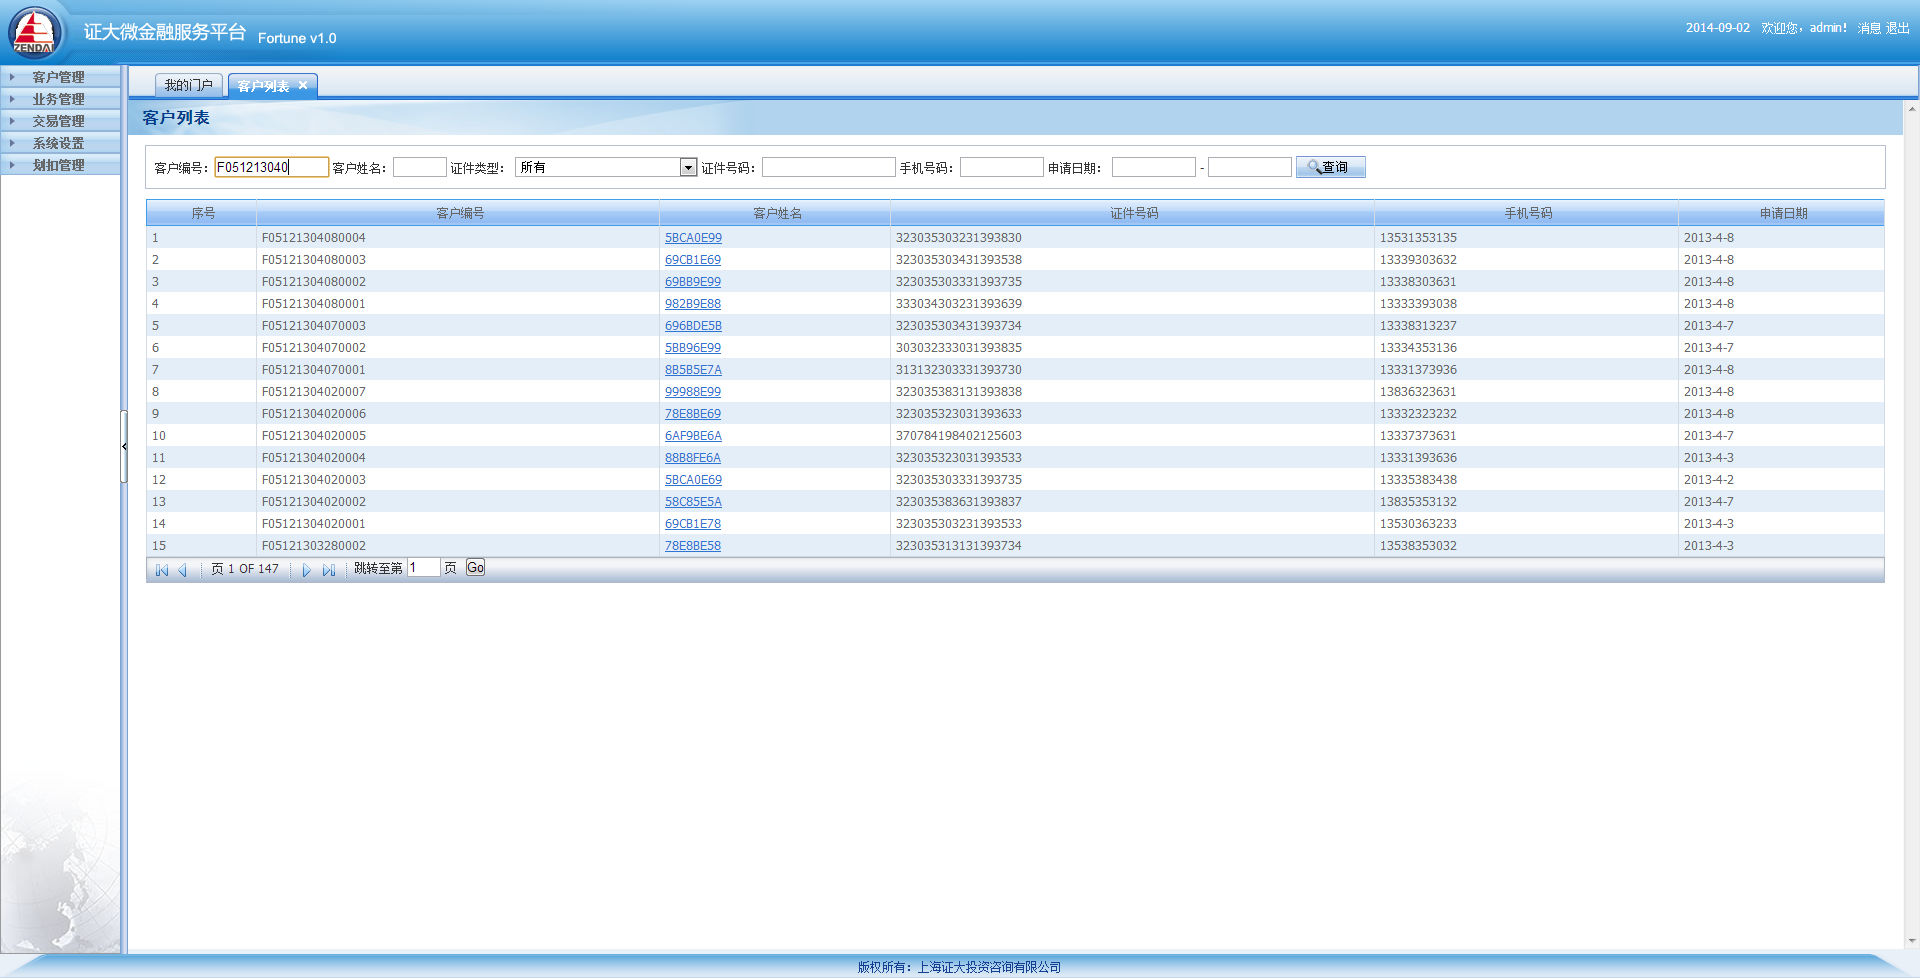 ZENDAI
证大微金融服务平台 Fortune v1.0
2014-09-02 欢迎您，admin! 消息 退出
客户管理
业务管理
交易管理
系统设置
划扣管理
我的门户 客户列表 ×
客户列表
客户编号： F051213040 客户姓名： 证件类型： 所有 证件号码： 手机号码： 申请日期： - 查询
序号 客户编号 客户姓名 证件号码 手机号码 申请日期
1 F05121304080004 5BCA0E99 323035303231393830 13531353135 2013-4-8
2 F05121304080003 69CB1E69 323035303431393538 13339303632 2013-4-8
3 F05121304080002 69BB9E99 323035303331393735 13338303631 2013-4-8
4 F05121304080001 982B9E88 333034303231393639 13333393038 2013-4-8
5 F05121304070003 696BDE5B 323035303431393734 13338313237 2013-4-7
6 F05121304070002 5BB96E99 303032333031393835 13334353136 2013-4-7
7 F05121304070001 8B5B5E7A 313132303331393730 13331373936 2013-4-8
8 F05121304020007 99988E99 323035383131393838 13836323631 2013-4-8
9 F05121304020006 78E8BE69 323035323031393633 13332323232 2013-4-8
10 F05121304020005 6AF9BE6A 370784198402125603 13337373631 2013-4-7
11 F05121304020004 88B8FE6A 323035323031393533 13331393636 2013-4-3
12 F05121304020003 5BCA0E69 323035303331393735 13335383438 2013-4-2
13 F05121304020002 58C85E5A 323035383631393837 13835353132 2013-4-7
14 F05121304020001 69CB1E78 323035303231393533 13530363233 2013-4-3
15 F05121303280002 78E8BE58 323035313131393734 13538353032 2013-4-3
页 1 OF 147 跳转至第 1 页 Go
版权所有：上海证大投资咨询有限公司